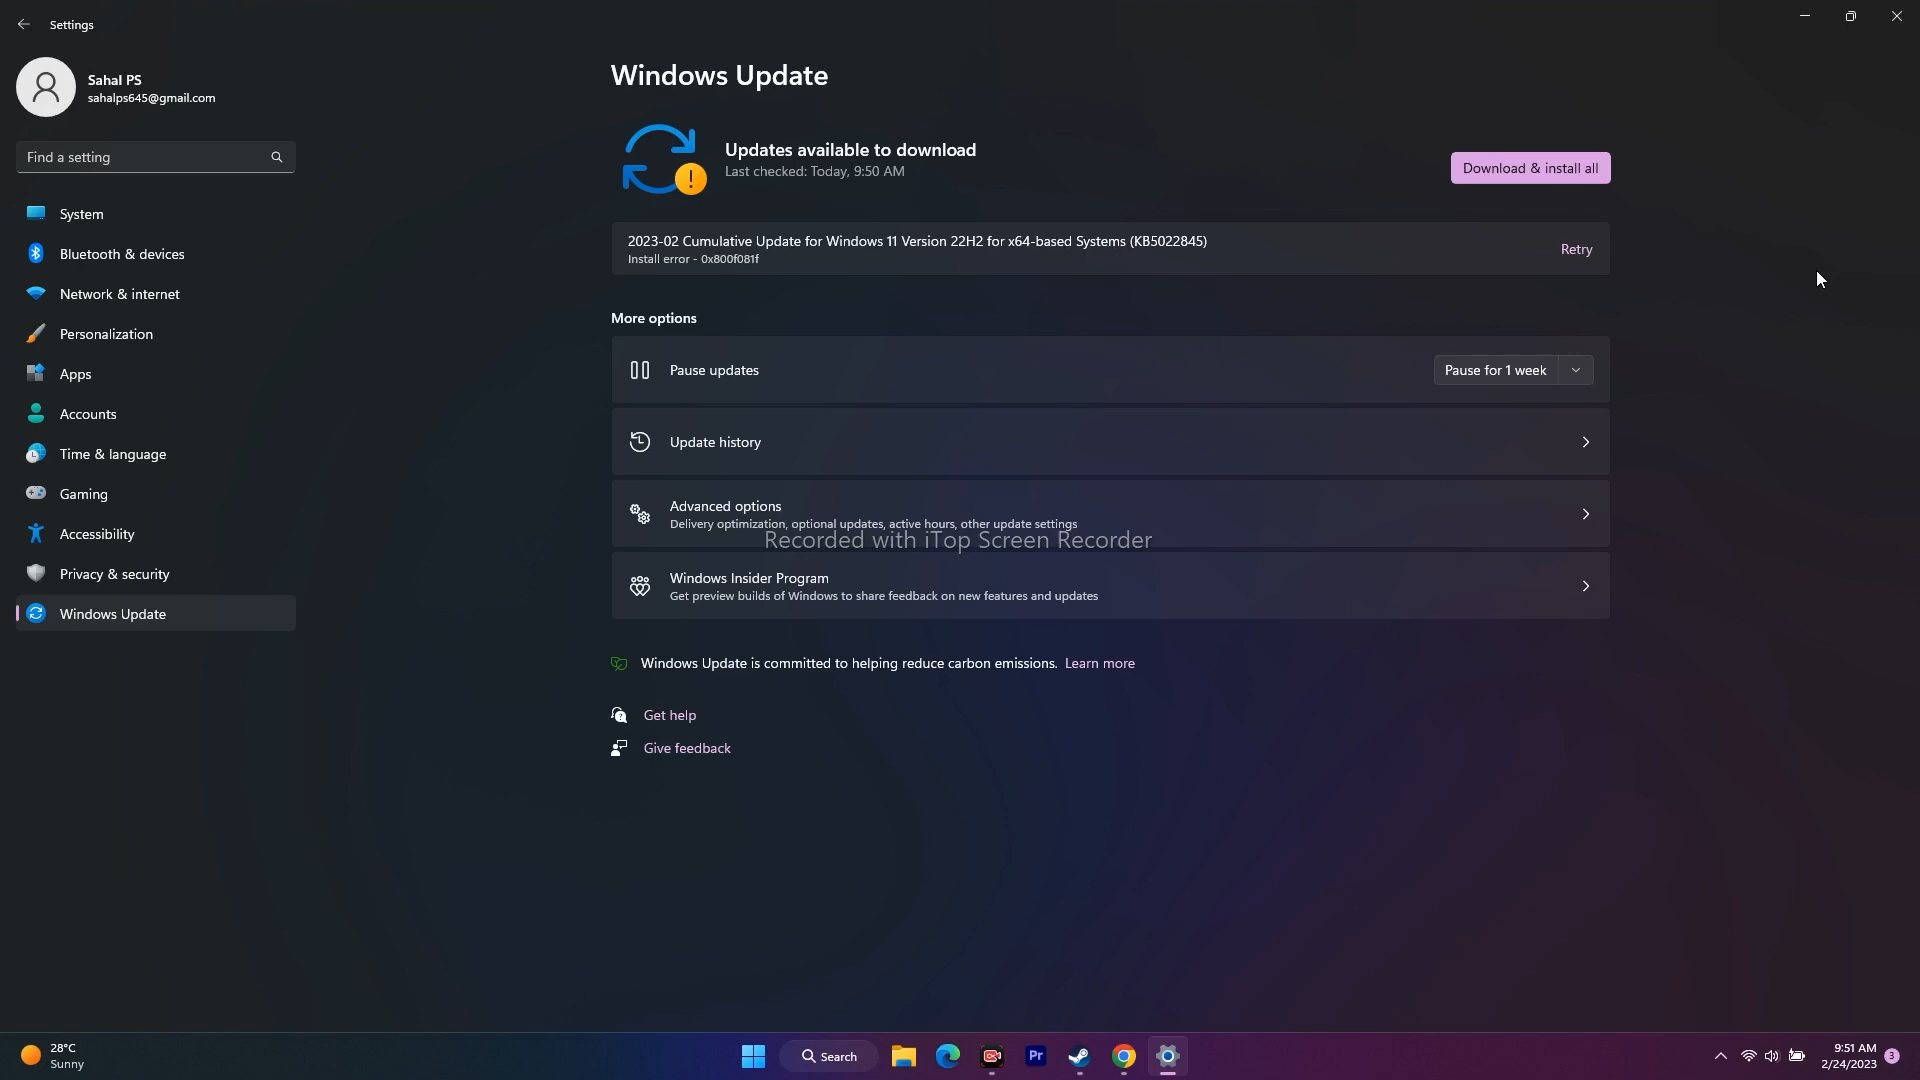 Settings
Sahal PS
sahalps645@gmail.com
Find a setting
System
Bluetooth & devices
Network & internet
Personalization
Apps
Accounts
Time & language
Gaming
Accessibility
Privacy & security
Windows Update
Windows Update
Updates available to download
Last checked: Today, 9:50 AM
Download & install all
2023-02 Cumulative Update for Windows 11 Version 22H2 for x64-based Systems (KB5022845)
Install error - 0x800f081f
Retry
More options
Pause updates
Pause for 1 week
Update history
Advanced options
Delivery optimization, optional updates, active hours, other update settings
Recorded with iTop Screen Recorder
Windows Insider Program
Get preview builds of Windows to share feedback on new features and updates
Windows Update is committed to helping reduce carbon emissions. Learn more
Get help
Give feedback
28°C
Sunny
Search
Pr
9:51 AM
2/24/2023
3